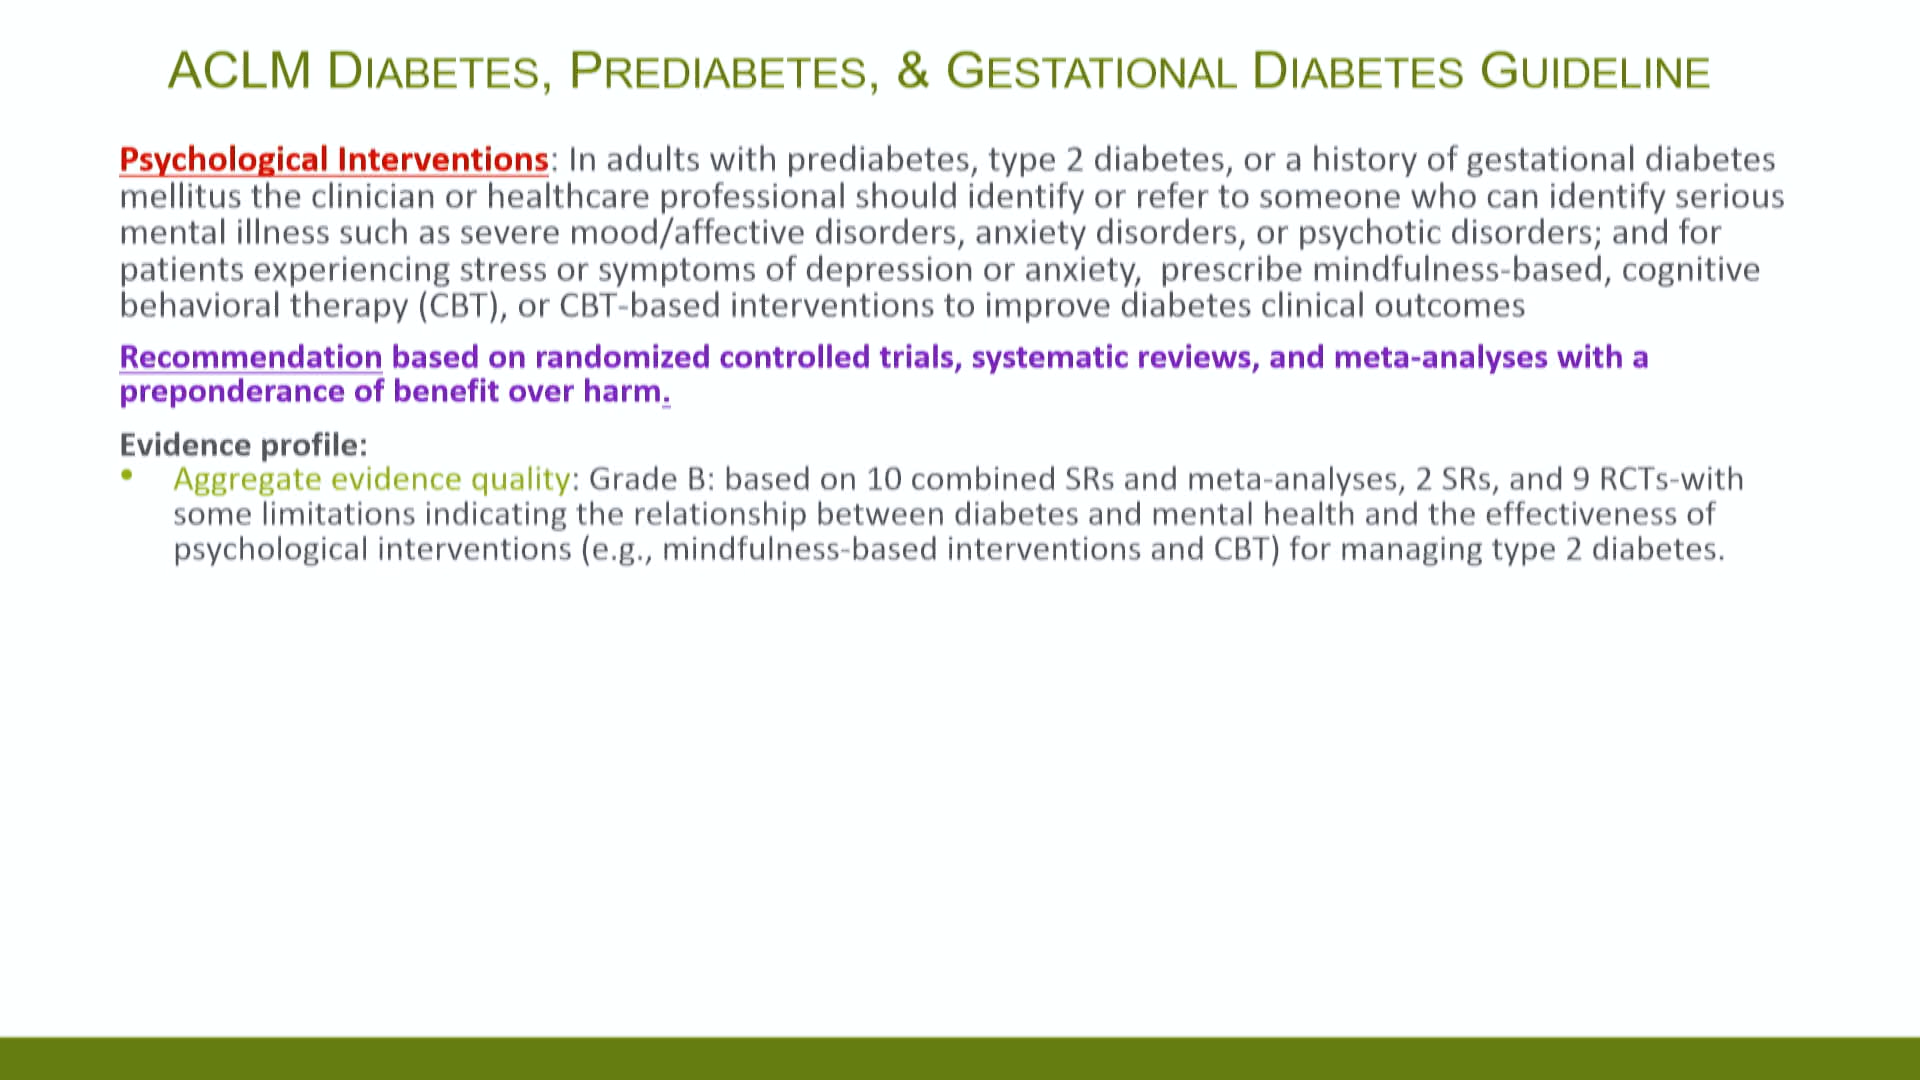 ACLM DIABETES, PREDIABETES, & GESTATIONAL DIABETES GUIDELINE
Psychological Interventions: In adults with prediabetes, type 2 diabetes, or a history of gestational diabetes
mellitus the clinician or healthcare professional should identify or refer to someone who can identify serious
mental illness such as severe mood/affective disorders, anxiety disorders, or psychotic disorders; and for
patients experiencing stress or symptoms of depression or anxiety,  prescribe mindfulness-based, cognitive
behavioral therapy (CBT), or CBT-based interventions to improve diabetes clinical outcomes
Recommendation based on randomized controlled trials, systematic reviews, and meta-analyses with a
preponderance of benefit over harm.
Evidence profile:
• Aggregate evidence quality: Grade B: based on 10 combined SRs and meta-analyses, 2 SRs, and 9 RCTs-with
some limitations indicating the relationship between diabetes and mental health and the effectiveness of
psychological interventions (e.g., mindfulness-based interventions and CBT) for managing type 2 diabetes.